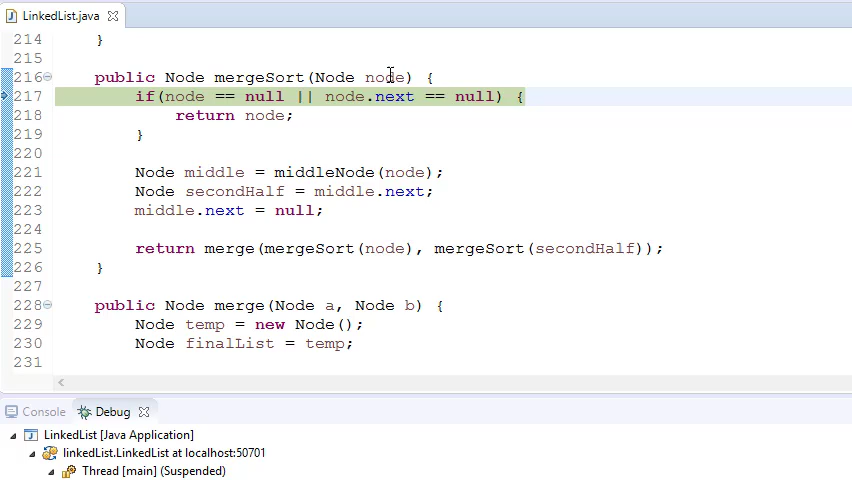 LinkedList.java
214 }
215
216 public Node mergeSort(Node node) {
217 if(node == null || node.next == null) {
218 return node;
219 }
220
221 Node middle = middleNode(node);
222 Node secondHalf = middle.next;
223 middle.next = null;
224
225 return merge(mergeSort(node), mergeSort(secondHalf));
226 }
227
228 public Node merge(Node a, Node b) {
229 Node temp = new Node();
230 Node finalList = temp;
231
Console Debug
LinkedList [Java Application]
linkedList.LinkedList at localhost:50701
Thread [main] (Suspended)